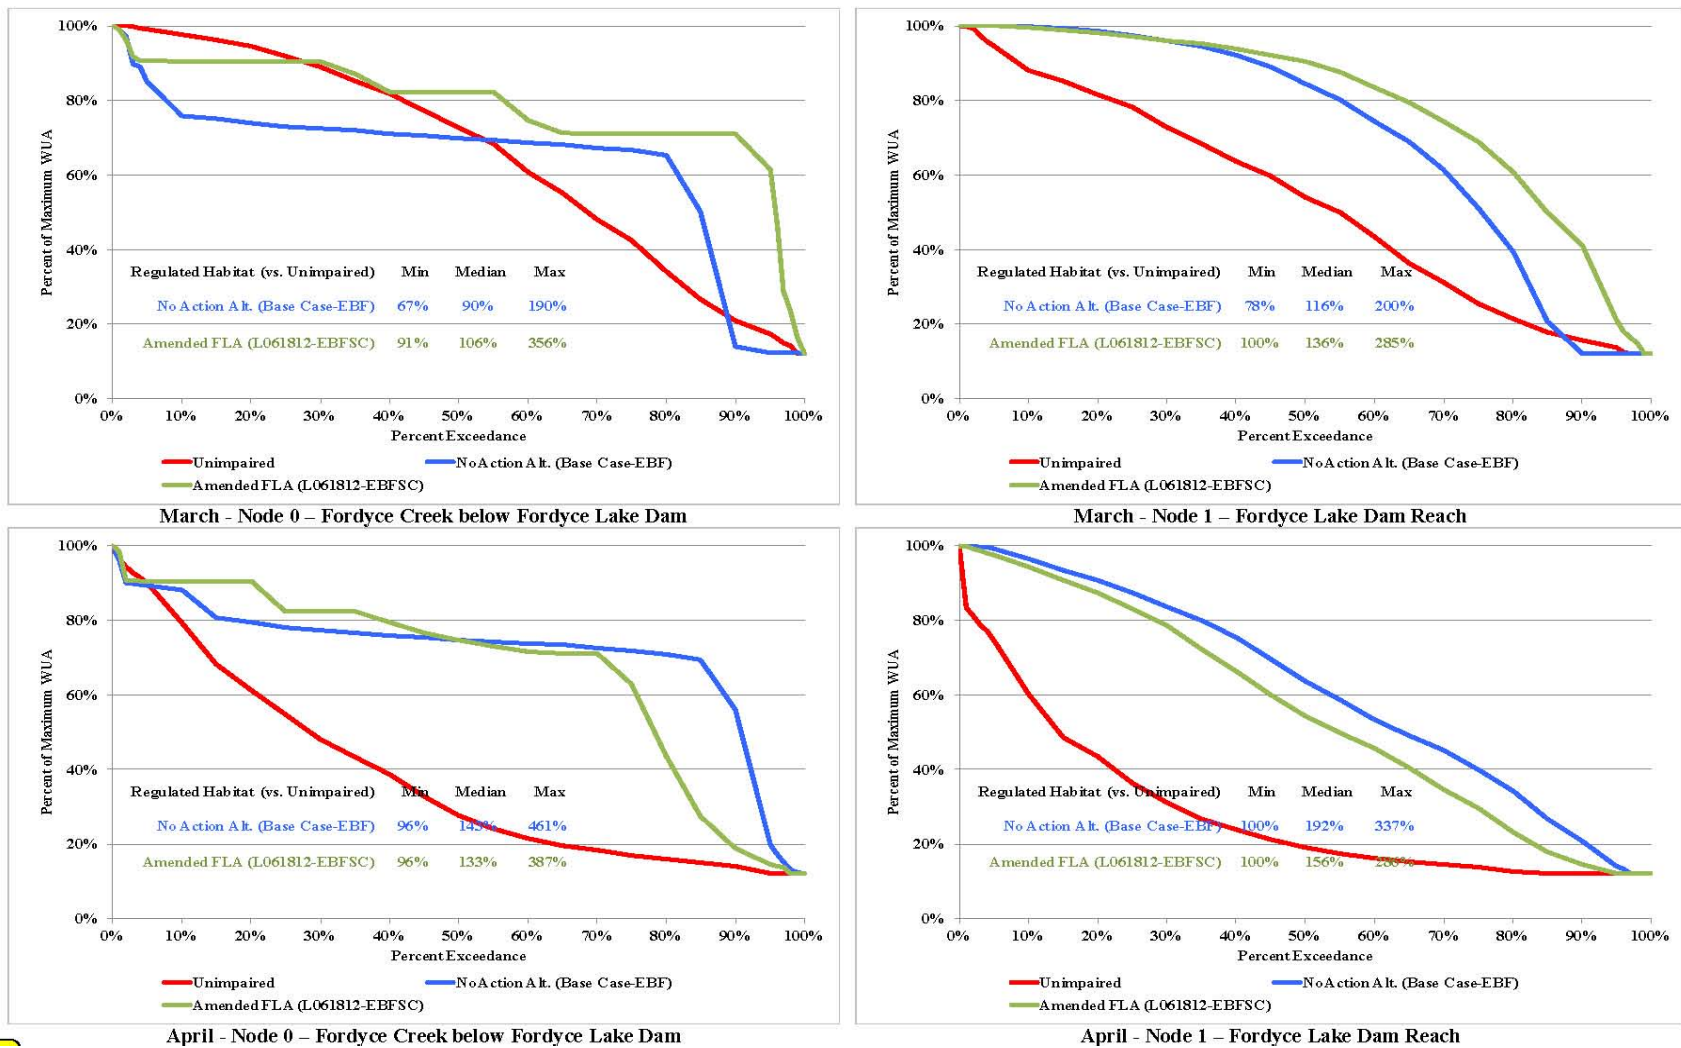 100%
80%
60%
40%
20%
0%
Percent of Maximum WUA
Regulated Habitat (vs. Unimpaired) Min Median Max
No Action Alt. (Base Case-EBF) 67% 90% 190%
Amended FLA (L061812-EBFSC) 91% 106% 356%
0% 10% 20% 30% 40% 50% 60% 70% 80% 90% 100%
Percent Exceedance
Unimpaired No Action Alt. (Base Case-EBF)
Amended FLA (L061812-EBFSC)
March - Node 0 – Fordyce Creek below Fordyce Lake Dam
100%
80%
60%
40%
20%
0%
Percent of Maximum WUA
Regulated Habitat (vs. Unimpaired) Min Median Max
No Action Alt. (Base Case-EBF) 78% 116% 200%
Amended FLA (L061812-EBFSC) 100% 136% 285%
0% 10% 20% 30% 40% 50% 60% 70% 80% 90% 100%
Percent Exceedance
Unimpaired No Action Alt. (Base Case-EBF)
Amended FLA (L061812-EBFSC)
March - Node 1 – Fordyce Lake Dam Reach
100%
80%
60%
40%
20%
0%
Percent of Maximum WUA
Regulated Habitat (vs. Unimpaired) Min Median Max
No Action Alt. (Base Case-EBF) 96% 461%
Amended FLA (L061812-EBFSC) 96% 133% 387%
0% 10% 20% 30% 40% 50% 60% 70% 80% 90% 100%
Percent Exceedance
Unimpaired No Action Alt. (Base Case-EBF)
Amended FLA (L061812-EBFSC)
April - Node 0 – Fordyce Creek below Fordyce Lake Dam
100%
80%
60%
40%
20%
0%
Percent of Maximum WUA
Regulated Habitat (vs. Unimpaired) Min Median Max
No Action Alt. (Base Case-EBF) 100% 192% 337%
Amended FLA (L061812-EBFSC) 100% 156%
0% 10% 20% 30% 40% 50% 60% 70% 80% 90% 100%
Percent Exceedance
Unimpaired No Action Alt. (Base Case-EBF)
Amended FLA (L061812-EBFSC)
April - Node 1 – Fordyce Lake Dam Reach